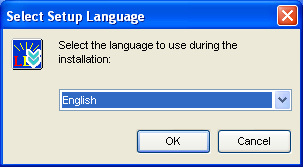 Select Setup Language
Select the language to use during the
installation:
English
OK
Cancel